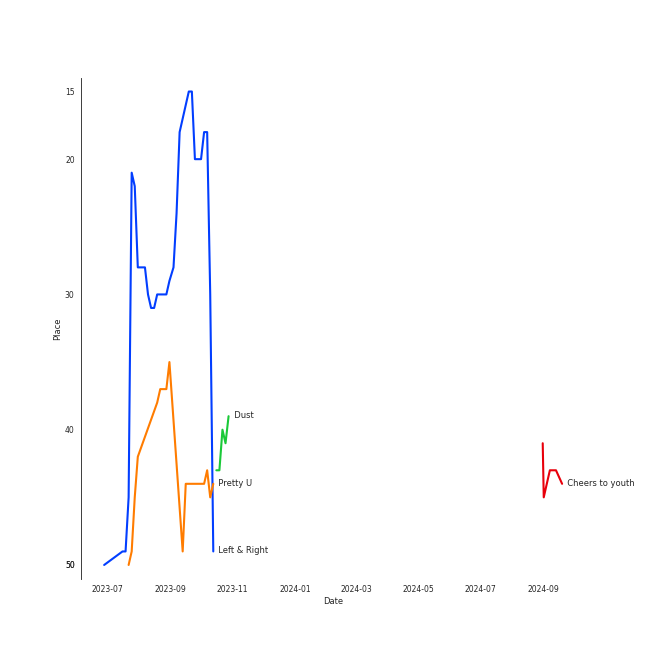 15
20
30
40
50
Place
Dust
Pretty U
Cheers to youth
Left & Right
2023-07 2023-09 2023-11 2024-01 2024-03 2024-05 2024-07 2024-09
Date